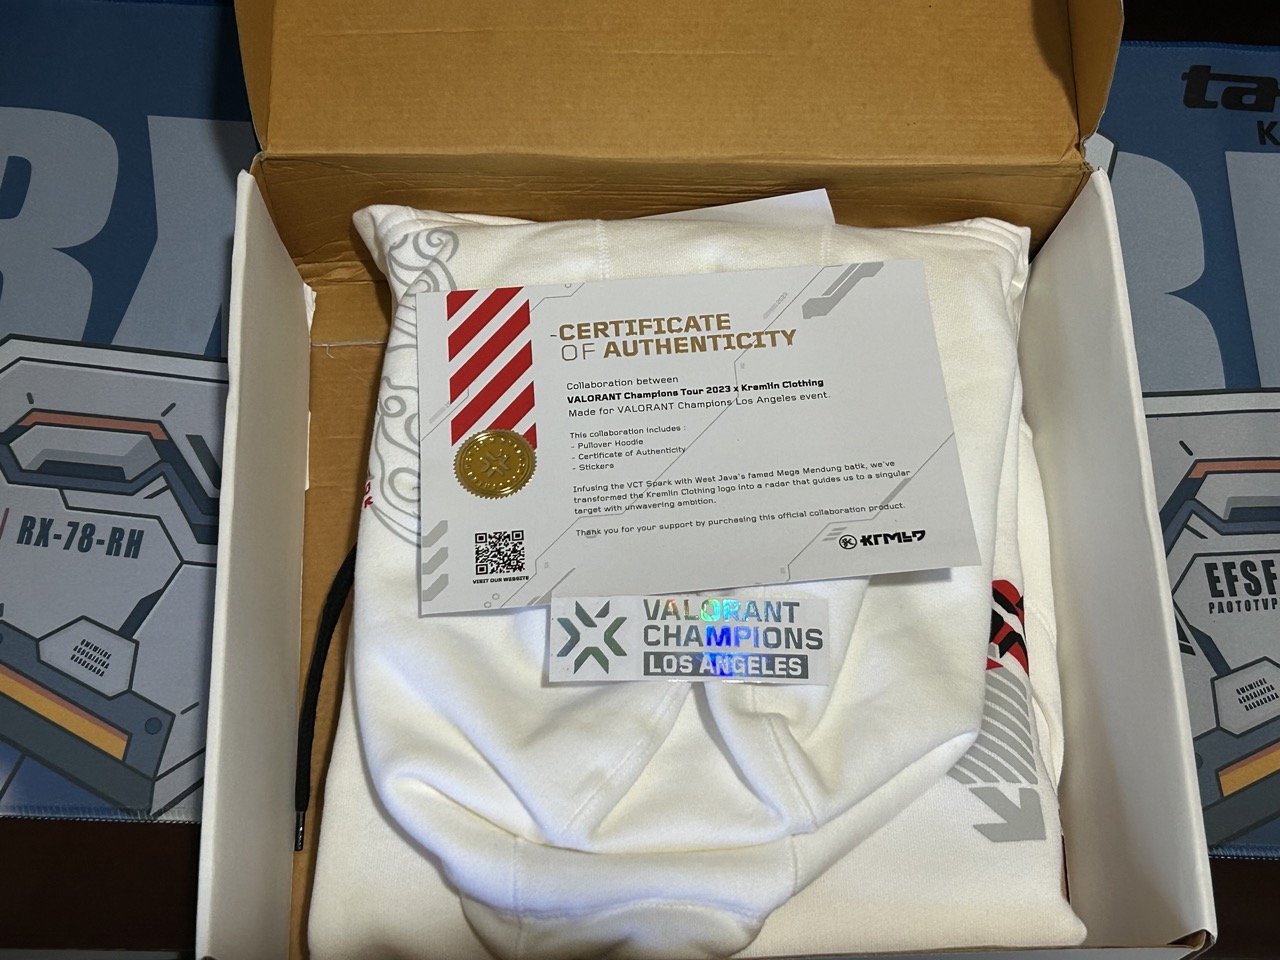 CERTIFICATE
OF AUTHENTICITY
Collaboration between
VALORANT Champions Tour 2023 x Kremlin Clothing
Made for VALORANT Champions Los Angeles event.
This collaboration includes :
- Pullover Hoodie
- Certificate of Authenticity
- Stickers
Infusing the VCT Spark with West Java's famed Mega Mendung batik, we've
transformed the Kremlin Clothing logo into a radar that guides us to a singular
target with unwavering ambition.
Thank you for your support by purchasing this official collaboration product.
VISIT OUR WEBSITE
VALORANT
CHAMPIONS
LOS ANGELES
RX-78-RH
EFSF